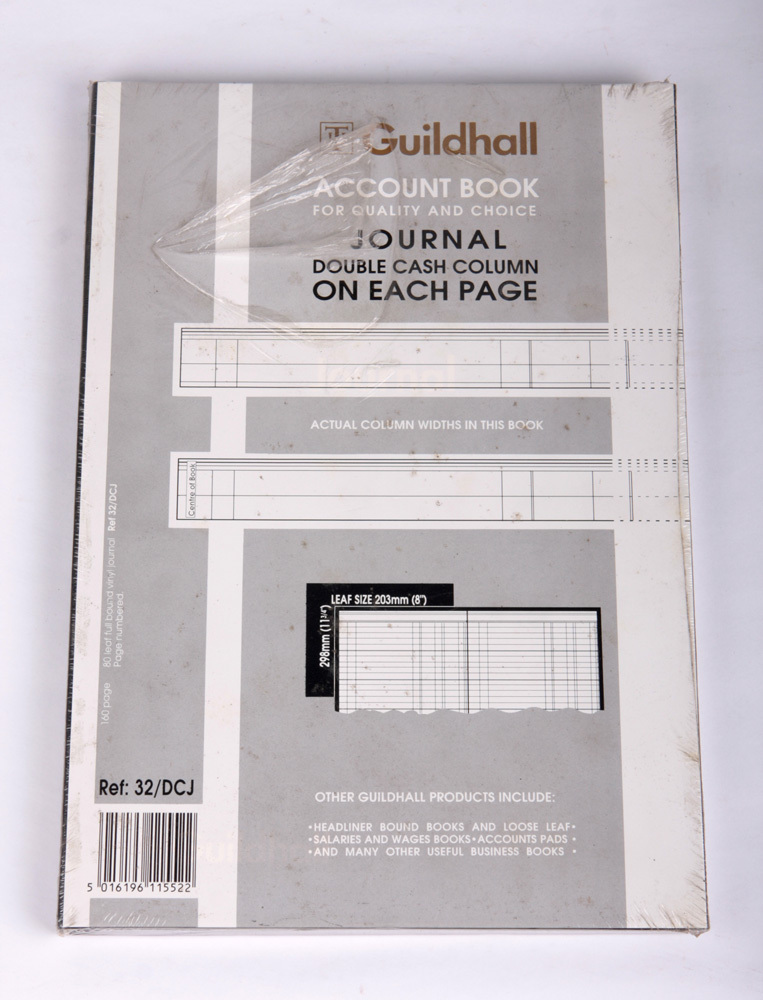 Guildhall
ACCOUNT BOOK
FOR QUALITY AND CHOICE
JOURNAL
DOUBLE CASH COLUMN
ON EACH PAGE
ACTUAL COLUMN WIDTHS IN THIS BOOK
Centre of Book
160 page 80 leaf full bound vinyl journal Ref 32/DCJ
Page numbered.
LEAF SIZE 203mm (8")
298mm (11 3/4")
Ref: 32/DCJ
5 016196 115522
OTHER GUILDHALL PRODUCTS INCLUDE:
•HEADLINER BOUND BOOKS AND LOOSE LEAF•
•SALARIES AND WAGES BOOKS•ACCOUNTS PADS •
•AND MANY OTHER USEFUL BUSINESS BOOKS •